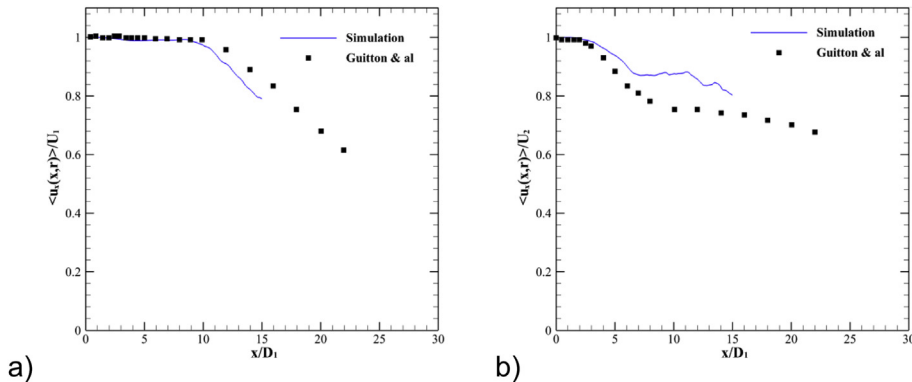 1
0.8
0.6
0.4
0.2
0
<uₓ(x,r)>/U₁
Simulation
Guitton & al
0 5 10 15 20 25 30
x/D₁
a)
1
0.8
0.6
0.4
0.2
0
<uₓ(x,r)>/U₂
Simulation
Guitton & al
0 5 10 15 20 25 30
x/D₁
b)